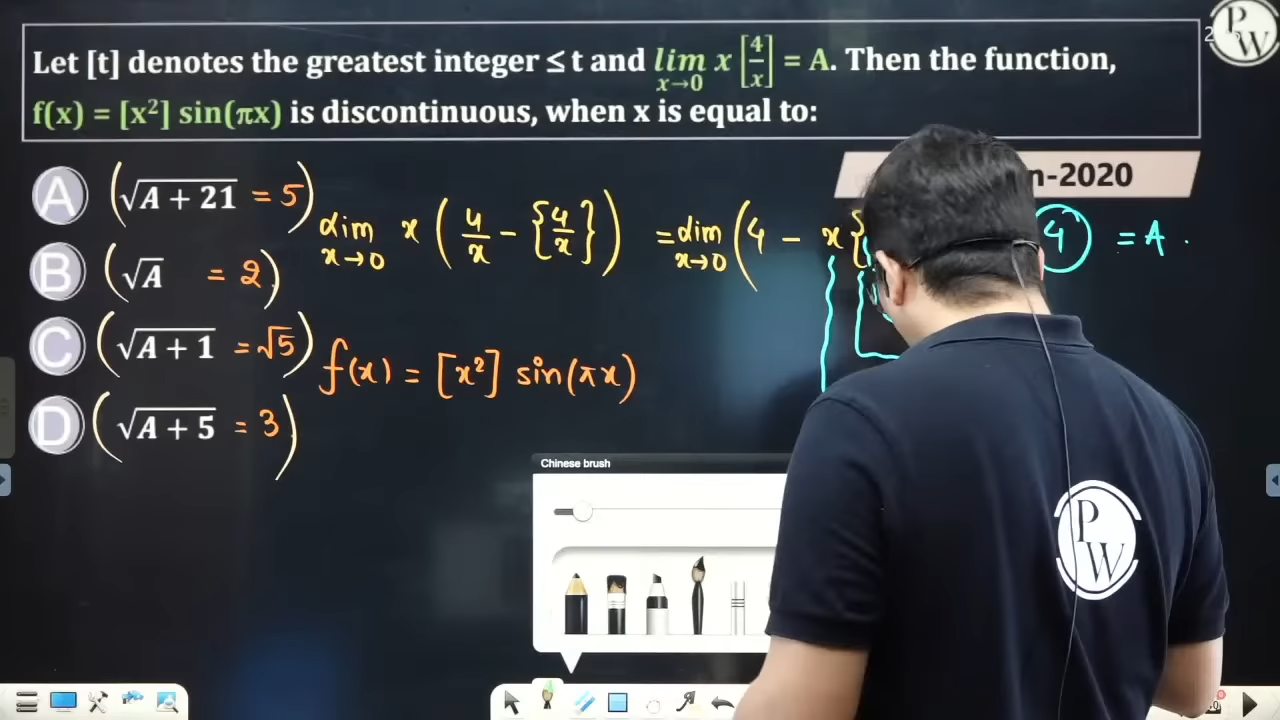 Let [t] denotes the greatest integer ≤ t and lim x→0 x [4/x] = A. Then the function,
f(x) = [x²] sin(πx) is discontinuous, when x is equal to:
PW
n-2020
A (√A + 21 = 5)
lim x→0 x (4/x - {4/x}) = lim x→0 (4 - x{ 4 = A.
B (√A = 2)
C (√A + 1 = √5)
f(x) = [x²] sin(πx)
D (√A + 5 = 3)
Chinese brush
PW